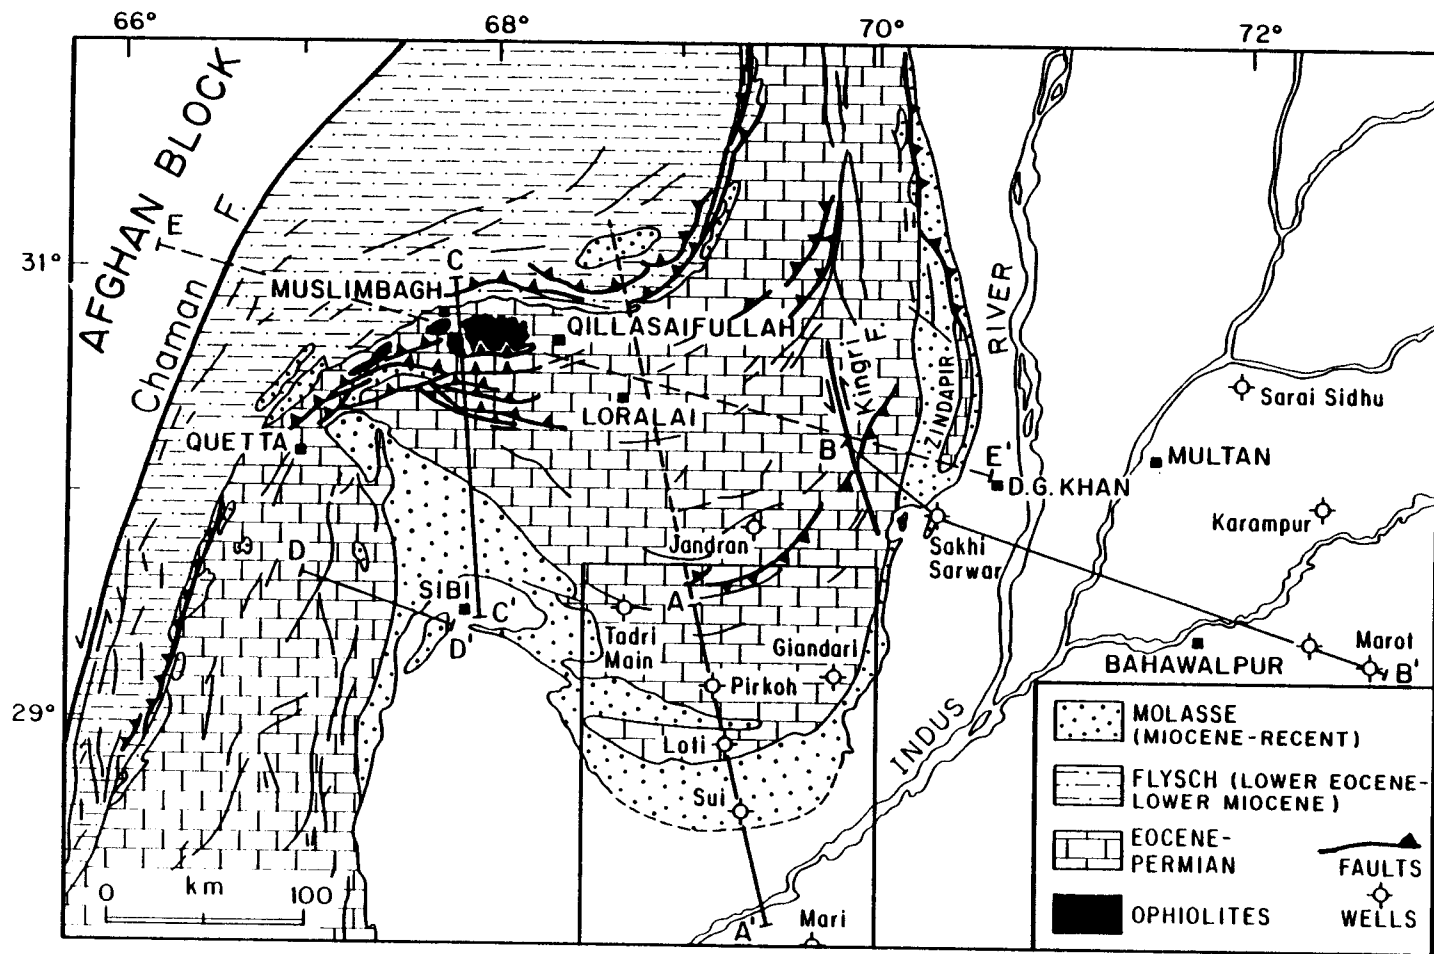 66°
68°
70°
72°
AFGHAN BLOCK
Chaman F.
E
31°
C
MUSLIMBAGH
QILLASAIFULLAH
RIVER
Kingri F
ZINDAPIR
Sarai Sidhu
LORALAI
QUETTA
B
E'
MULTAN
D.G. KHAN
Karampur
Jandran
Sakhi
Sarwar
D
SIBI
C'
A
D'
Tadri
Main
Giandari
Marot
BAHAWALPUR
B'
Pirkoh
29°
Loti
INDUS
Sui
MOLASSE
(MIOCENE-RECENT)
FLYSCH (LOWER EOCENE-
LOWER MIOCENE)
EOCENE-
PERMIAN
FAULTS
OPHIOLITES
WELLS
km
0
100
Mari
A'